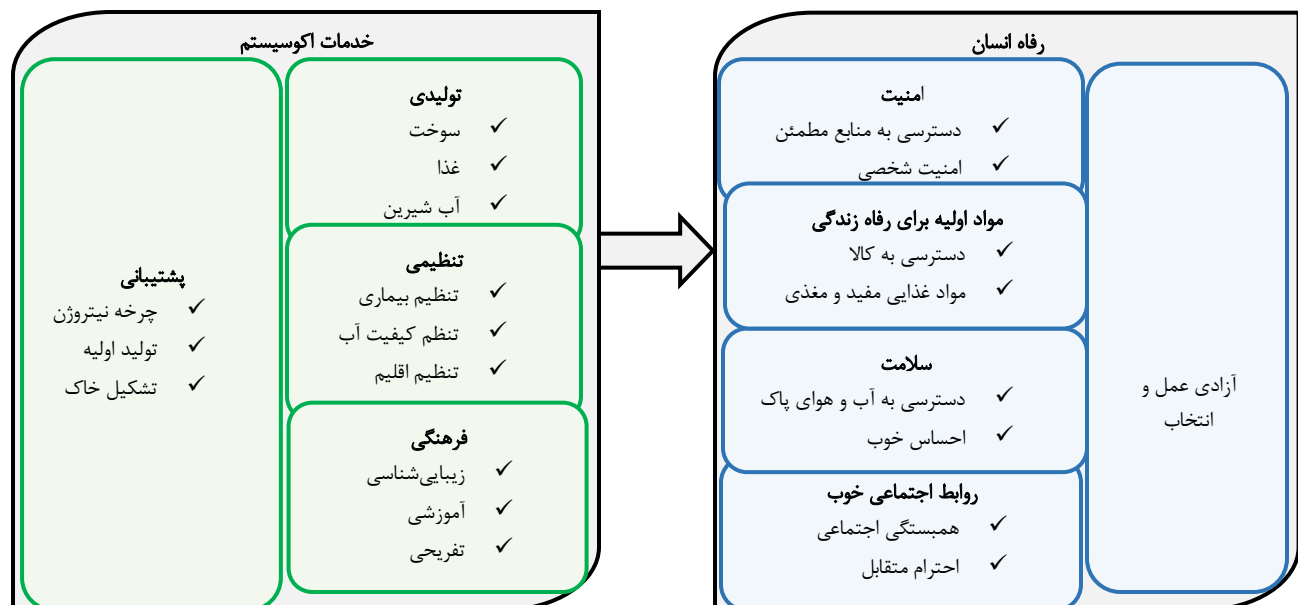 خدمات اکوسیستم
پشتیبانی
✓ چرخه نیتروژن
✓ تولید اولیه
✓ تشکیل خاک
تولیدی
✓ سوخت
✓ غذا
✓ آب شیرین
تنظیمی
✓ تنظیم بیماری
✓ تنظم کیفیت آب
✓ تنظیم اقلیم
فرهنگی
✓ زیبایی‌شناسی
✓ آموزشی
✓ تفریحی
رفاه انسان
امنیت
✓ دسترسی به منابع مطمئن
✓ امنیت شخصی
مواد اولیه برای رفاه زندگی
✓ دسترسی به کالا
✓ مواد غذایی مفید و مغذی
سلامت
✓ دسترسی به آب و هوای پاک
✓ احساس خوب
روابط اجتماعی خوب
✓ همبستگی اجتماعی
✓ احترام متقابل
آزادی عمل و
انتخاب